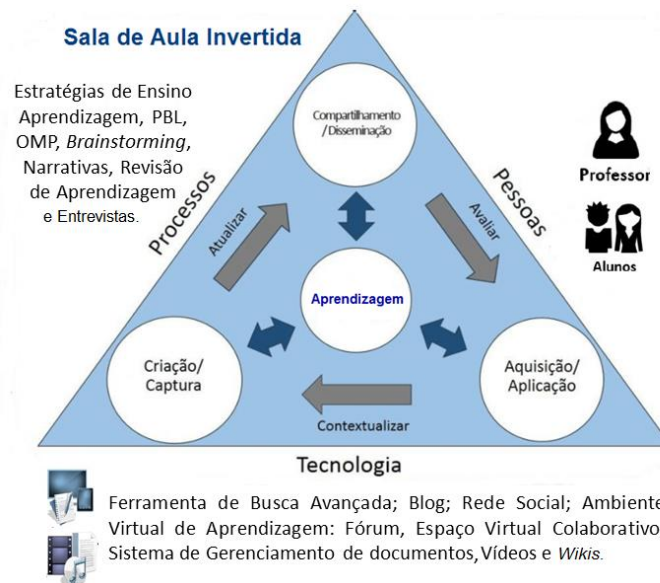 Sala de Aula Invertida
Estratégias de Ensino
Aprendizagem, PBL,
OMP, Brainstorming,
Narrativas, Revisão
de Aprendizagem
e Entrevistas.
Compartilhamento
/Disseminação
Processos
Pessoas
Professor
Alunos
Atualizar
Avaliar
Aprendizagem
Criação/
Captura
Aquisição/
Aplicação
Contextualizar
Tecnologia
Ferramenta de Busca Avançada; Blog; Rede Social; Ambiente
Virtual de Aprendizagem: Fórum, Espaço Virtual Colaborativo
Sistema de Gerenciamento de documentos, Vídeos e Wikis.